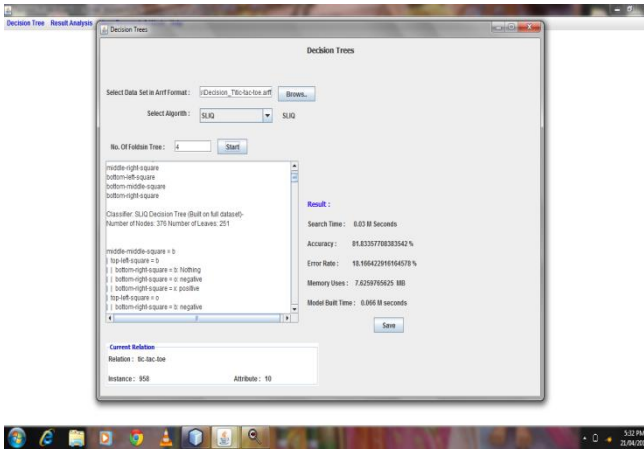 Decision Tree Result Analysis
Decision Trees
Decision Trees
Select Data Set in Arrf Format :
Brows..
Select Algorith :
SLIQ
SLIQ
No. Of Feldsin Tree :
4
Start
middle-right-square
bottom-left-square
bottom-middle-square
bottom-right-square
Classifier: SLIQ Decision Tree (Built on full dataset)-
Number of Nodes: 376 Number of Leaves: 251
middle-middle-square = b
| top-left-square = b
| | bottom-right-square = b: Nothing
| | bottom-right-square = o: negative
| | bottom-right-square = x: positive
| top-left-square = o
| | bottom-right-square = b: negative
Result :
Search Time : 0.03 M Seconds
Accuracy : 81.83357708383542 %
Error Rate : 18.166422916164578 %
Memory Uses : 7.6259765625 MB
Model Built Time : 0.066 M seconds
Save
Current Relation
Relation : tic-tac-toe
Instance : 958 Attribute : 10
5:32 PM